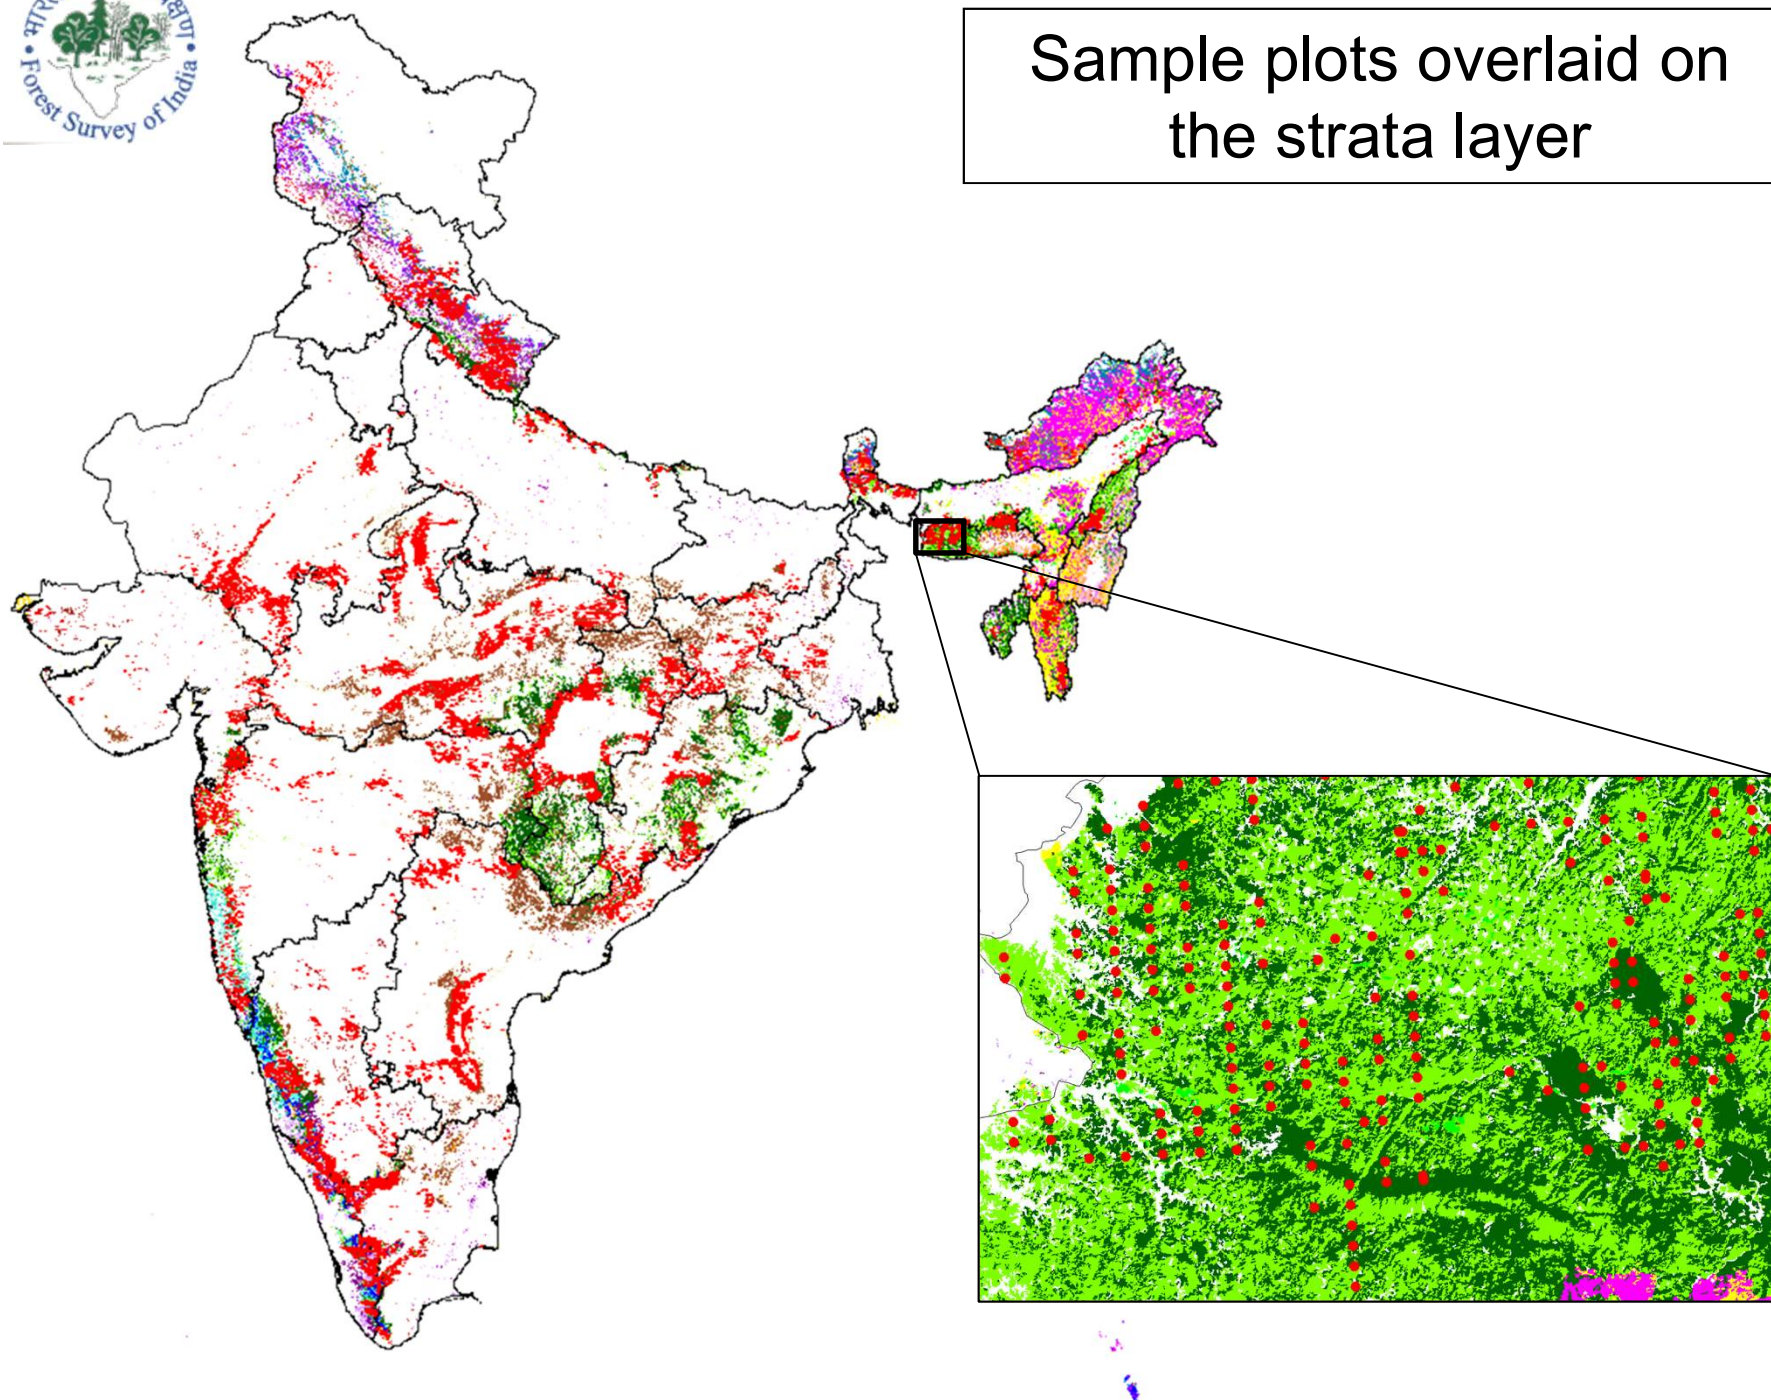 Forest Survey of India
Sample plots overlaid on
the strata layer